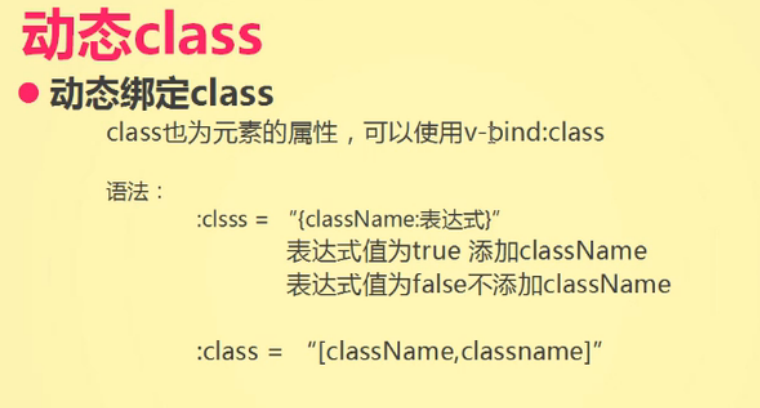 动态class
动态绑定class
class也为元素的属性，可以使用v-bind:class
语法：
:clsss = “{className:表达式}”
表达式值为true 添加className
表达式值为false不添加className
:class = “[className,classname]”